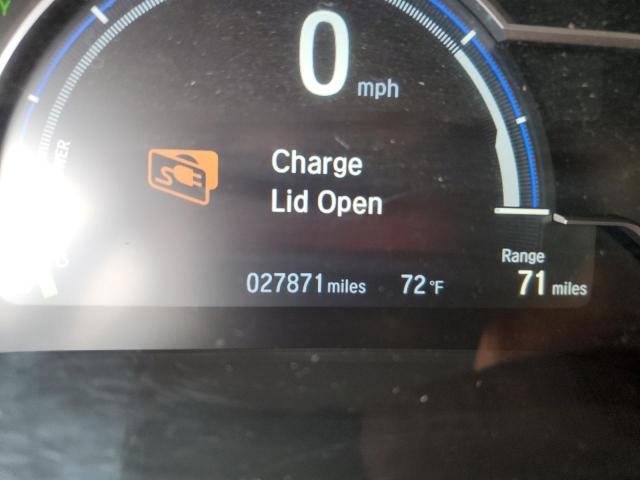 0 mph
Charge
Lid Open
Range
027871 miles 72°F 71 miles